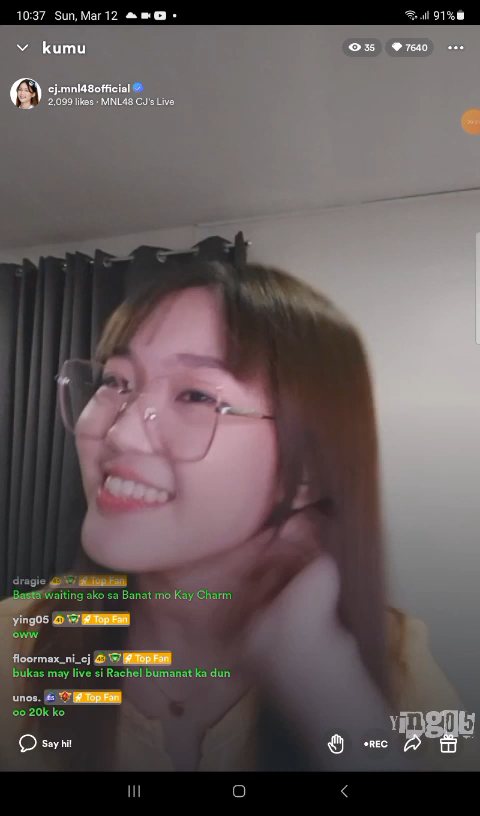 10:37 Sun, Mar 12 91%
kumu 35 7640
cj.mnl48official
2,099 likes · MNL48 CJ's Live
dragie Top Fan
Basta waiting ako sa Banat mo Kay Charm
ying05 41 Top Fan
oww
floormax_ni_cj Top Fan
bukas may live si Rachel bumanat ka dun
unos. Top Fan
oo 20k ko
Say hi! •REC
Ying05